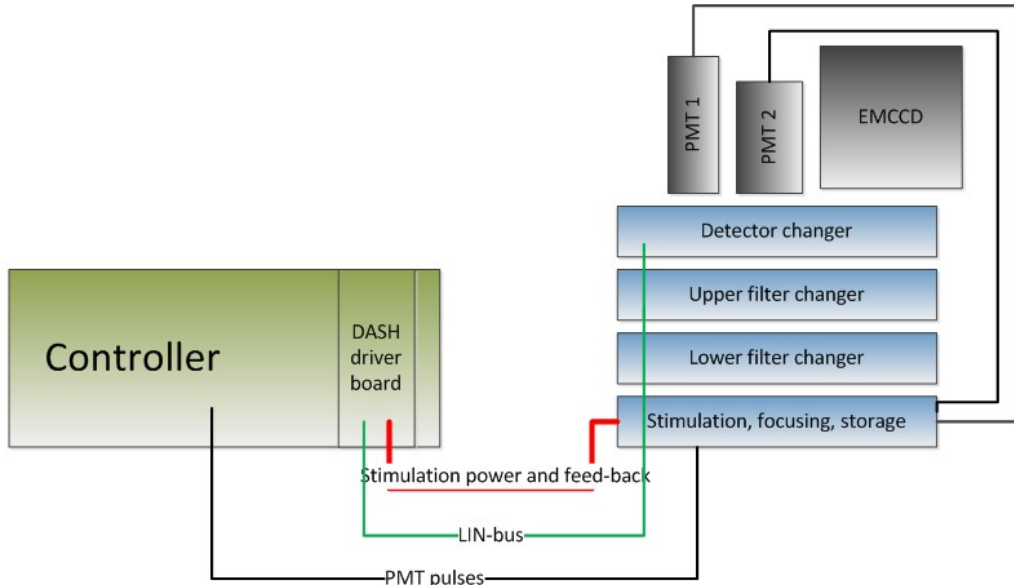 PMT 1
PMT 2
EMCCD
Detector changer
Upper filter changer
Lower filter changer
Stimulation, focusing, storage
Controller
DASH
driver
board
Stimulation power and feed-back
LIN-bus
PMT pulses